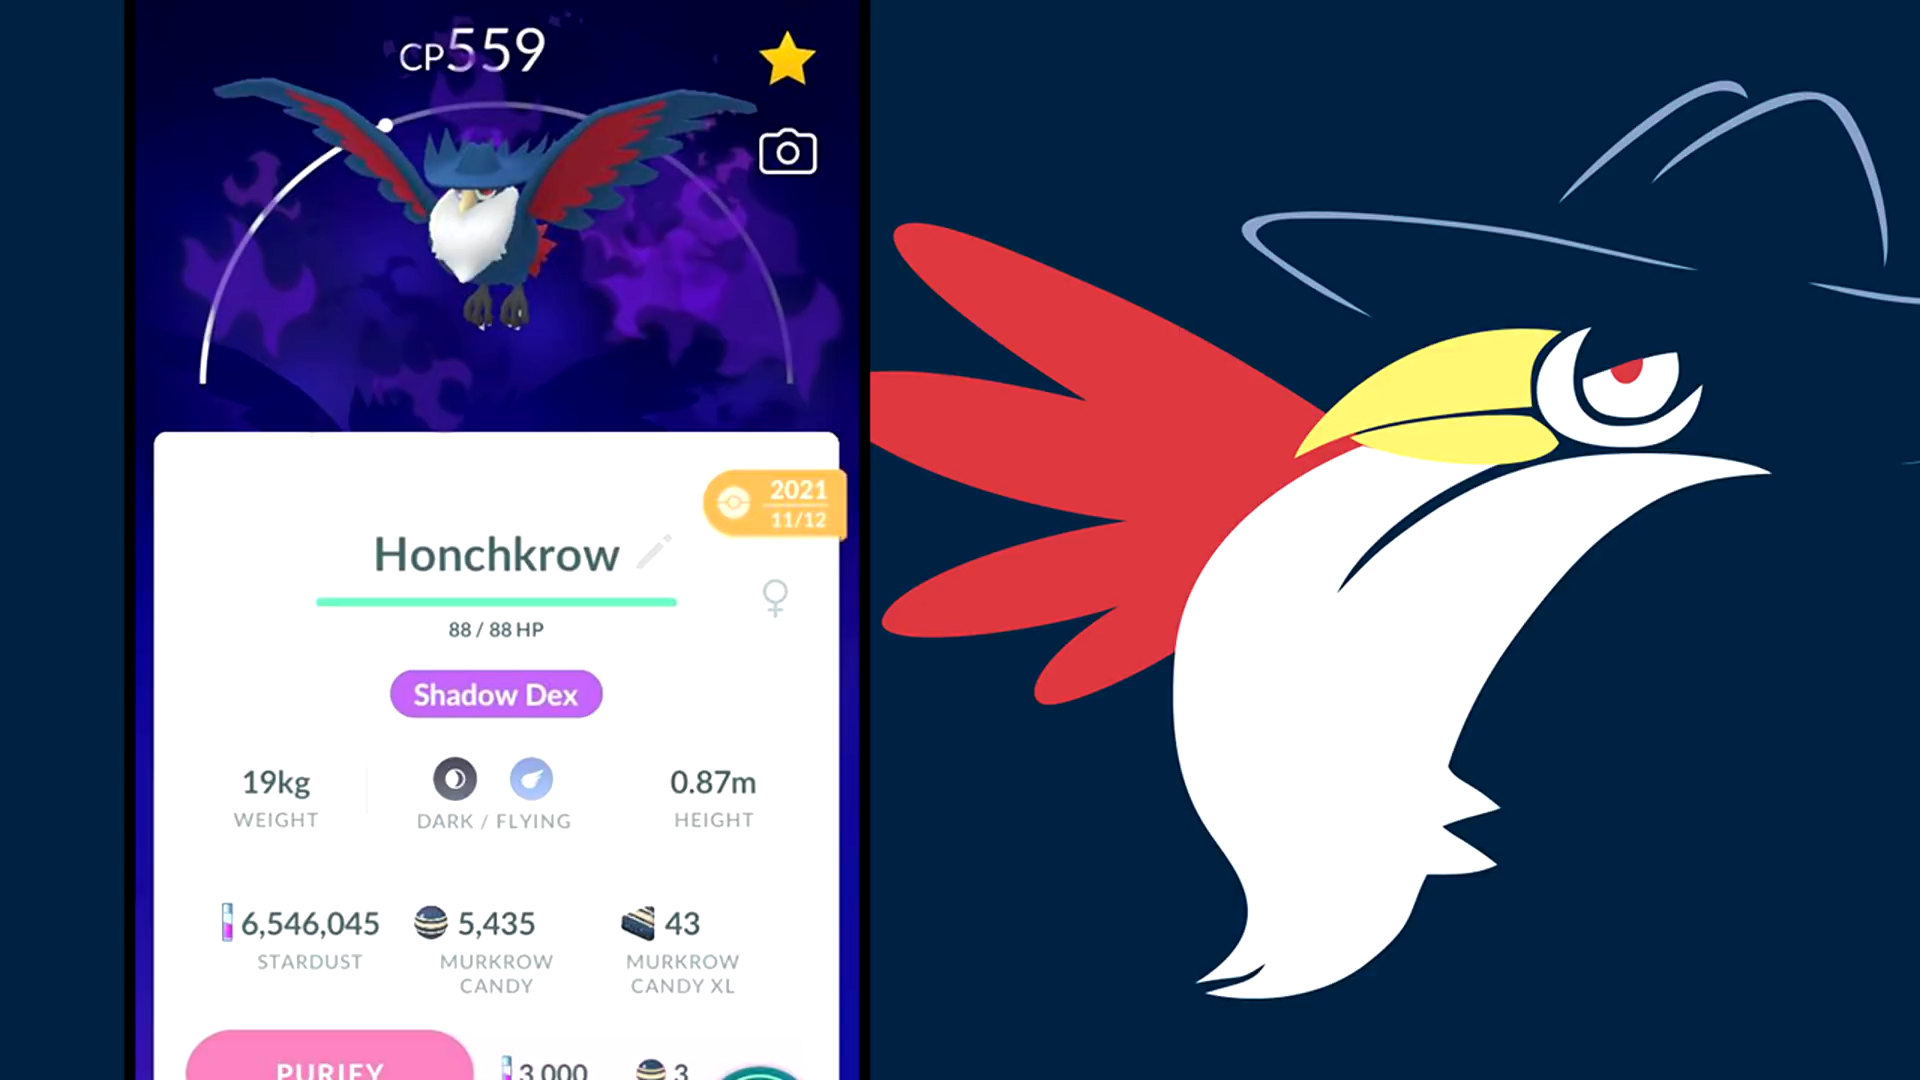 CP559
2021
11/12
Honchkrow
88 / 88 HP
Shadow Dex
19kg
WEIGHT
DARK / FLYING
0.87m
HEIGHT
6,546,045
STARDUST
5,435
MURKROW
CANDY
43
MURKROW
CANDY XL
PURIFY
3,000
3